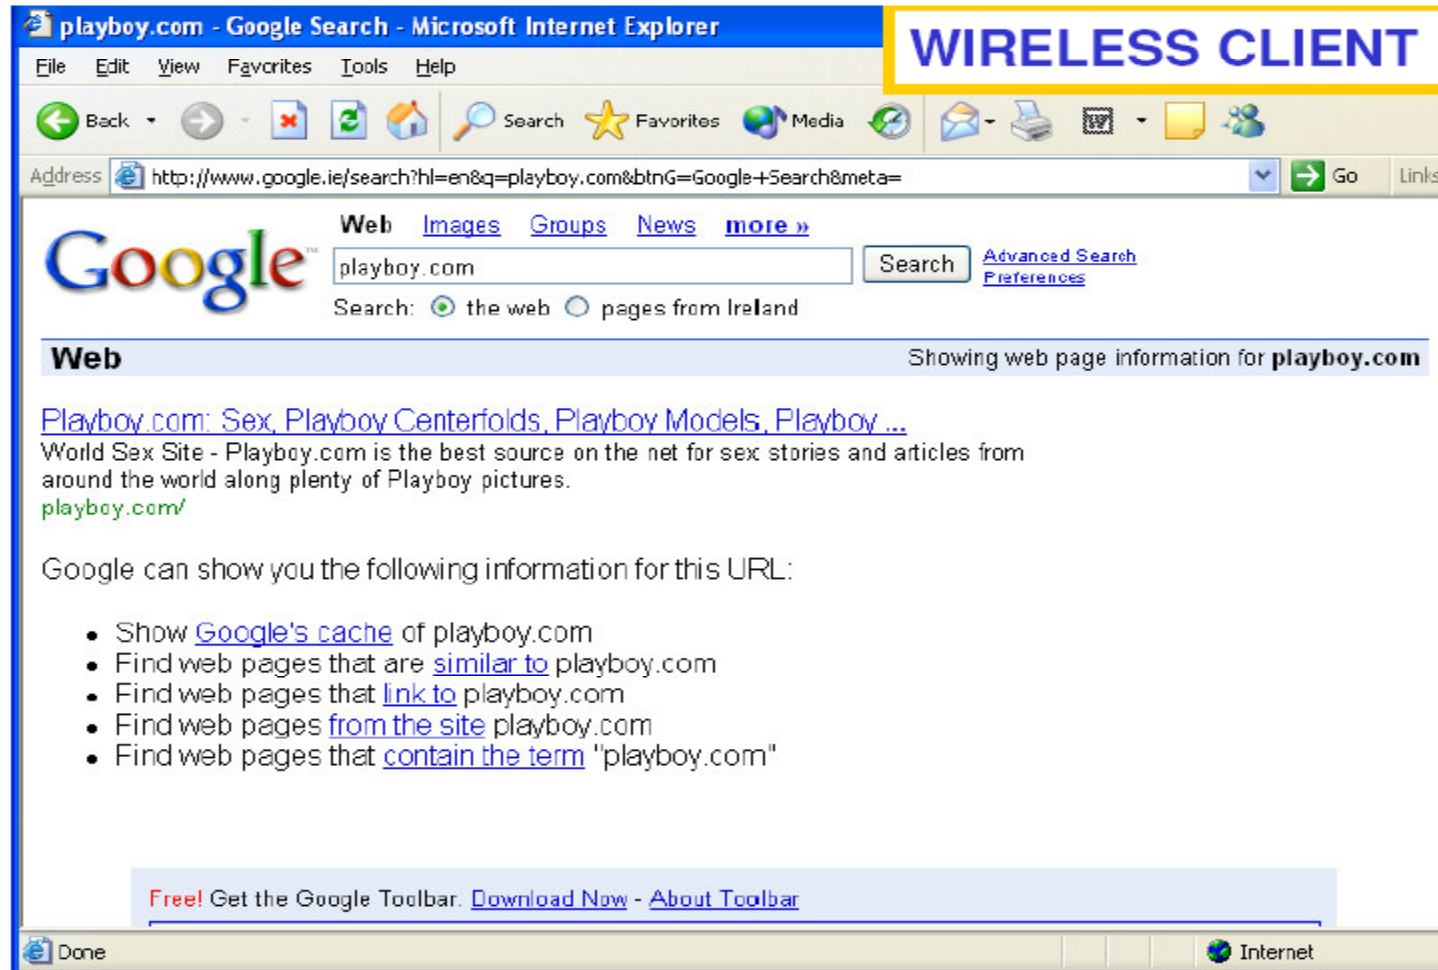 playboy.com - Google Search - Microsoft Internet Explorer
WIRELESS CLIENT
File Edit View Favorites Tools Help
Back Search Favorites Media
Address http://www.google.ie/search?hl=en&q=playboy.com&btnG=Google+Search&meta= Go Links
Web Images Groups News more »
Google™ playboy.com Search Advanced Search
Preferences
Search: the web pages from Ireland
Web Showing web page information for playboy.com
Playboy.com: Sex, Playboy Centerfolds, Playboy Models, Playboy ...
World Sex Site - Playboy.com is the best source on the net for sex stories and articles from
around the world along plenty of Playboy pictures.
playboy.com/
Google can show you the following information for this URL:
• Show Google's cache of playboy.com
• Find web pages that are similar to playboy.com
• Find web pages that link to playboy.com
• Find web pages from the site playboy.com
• Find web pages that contain the term "playboy.com"
Free! Get the Google Toolbar. Download Now - About Toolbar
Done Internet